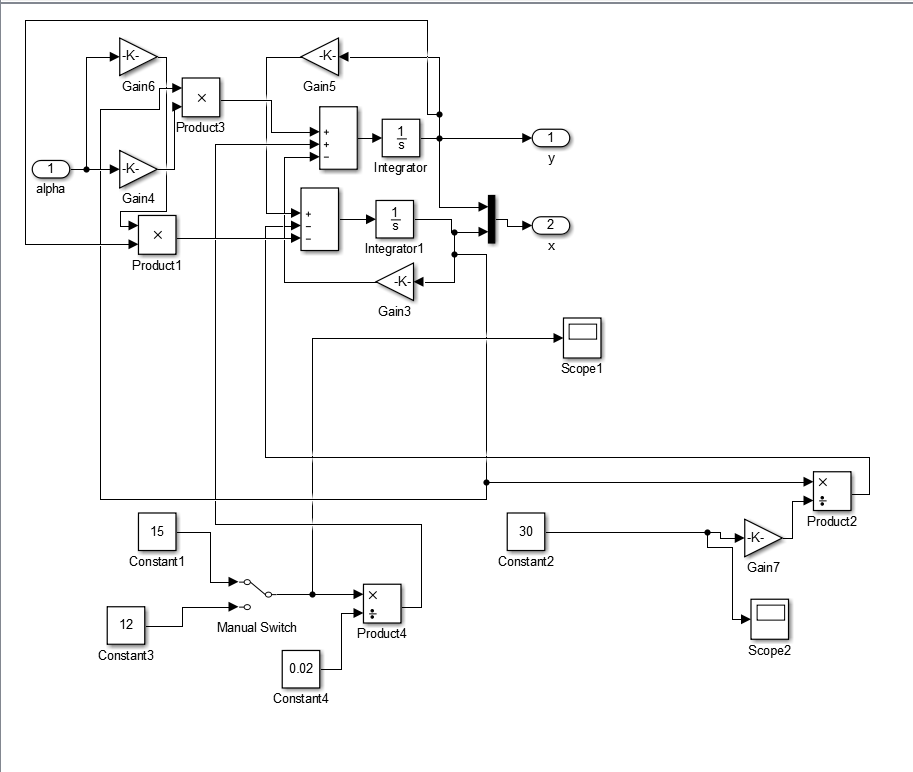 -K-
Gain6
×
Product3
-K-
Gain5
+
+
−
1
s
Integrator
1
y
1
alpha
-K-
Gain4
×
Product1
+
−
−
1
s
Integrator1
2
x
-K-
Gain3
Scope1
×
÷
Product2
15
Constant1
30
Constant2
-K-
Gain7
12
Constant3
Manual Switch
×
÷
Product4
Scope2
0.02
Constant4